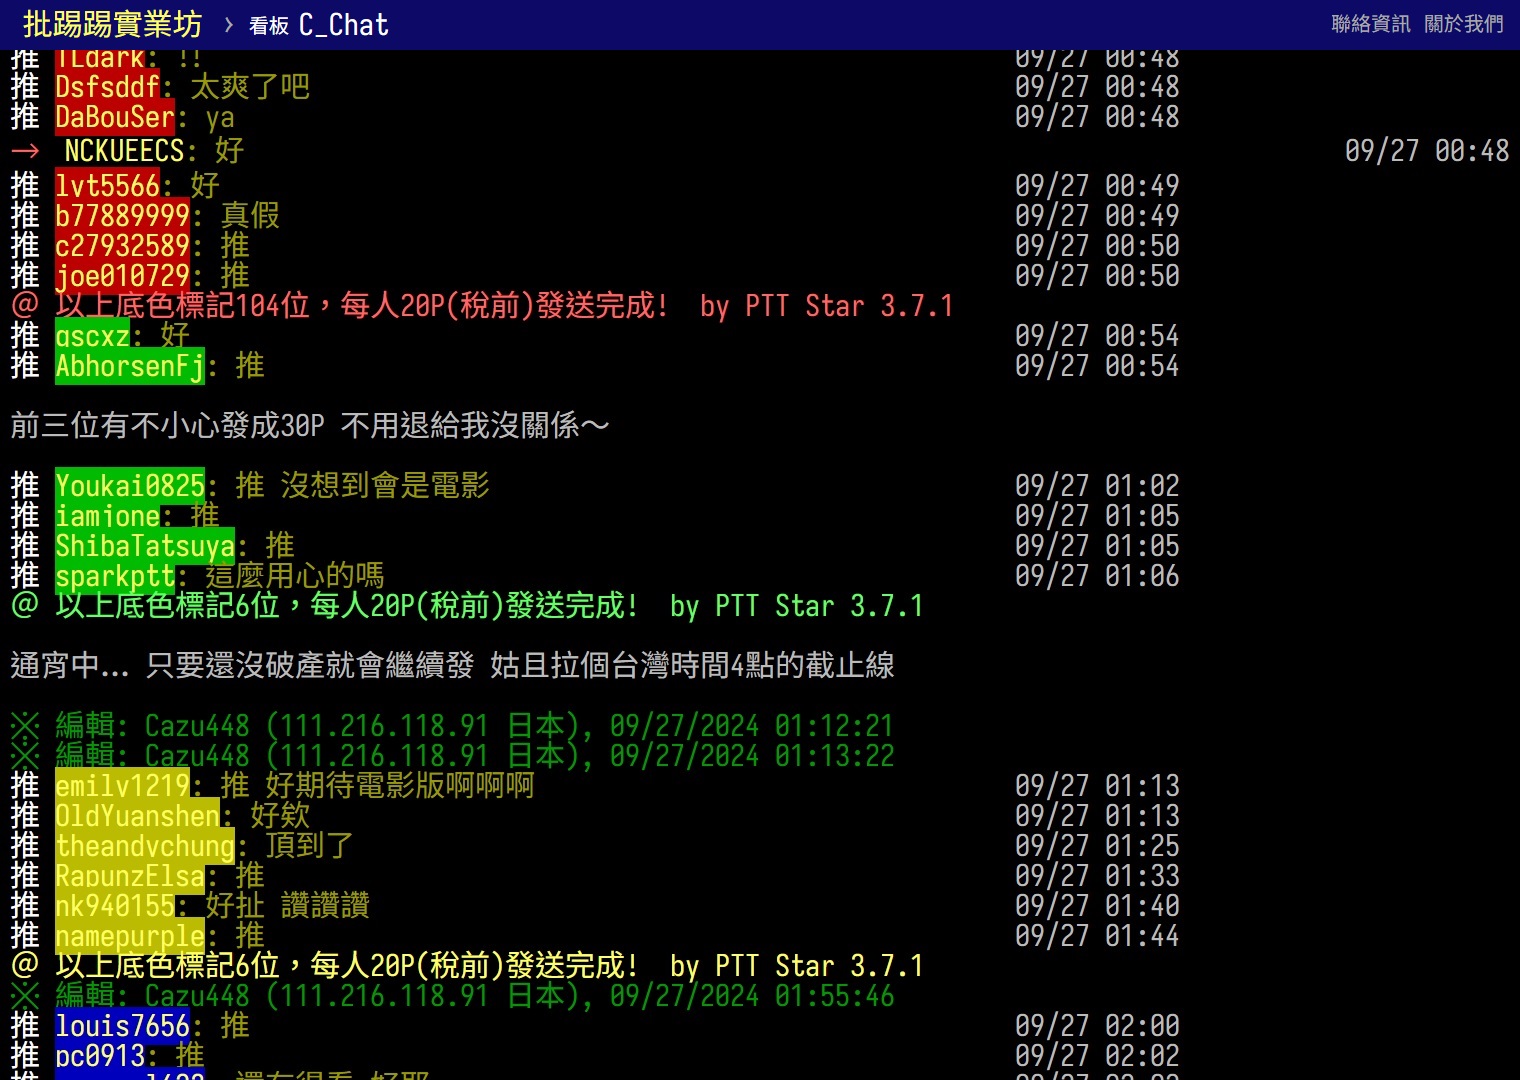 批踢踢實業坊 › 看板 C_Chat 聯絡資訊 關於我們
推 TLdark: !! 09/27 00:48
推 Dsfsddf: 太爽了吧 09/27 00:48
推 DaBouSer: ya 09/27 00:48
→ NCKUEECS: 好 09/27 00:48
推 lvt5566: 好 09/27 00:49
推 b77889999: 真假 09/27 00:49
推 c27932589: 推 09/27 00:50
推 joe010729: 推 09/27 00:50
@ 以上底色標記104位，每人20P(稅前)發送完成! by PTT Star 3.7.1
推 gscxz: 好 09/27 00:54
推 AbhorsenFj: 推 09/27 00:54
前三位有不小心發成30P 不用退給我沒關係～
推 Youkai0825: 推 沒想到會是電影 09/27 01:02
推 iamjone: 推 09/27 01:05
推 ShibaTatsuya: 推 09/27 01:05
推 sparkptt: 這麼用心的嗎 09/27 01:06
@ 以上底色標記6位，每人20P(稅前)發送完成! by PTT Star 3.7.1
通宵中... 只要還沒破產就會繼續發 姑且拉個台灣時間4點的截止線
※ 編輯: Cazu448 (111.216.118.91 日本), 09/27/2024 01:12:21
※ 編輯: Cazu448 (111.216.118.91 日本), 09/27/2024 01:13:22
推 emily1219: 推 好期待電影版啊啊啊 09/27 01:13
推 OldYuanshen: 好欸 09/27 01:13
推 theandychung: 頂到了 09/27 01:25
推 RapunzElsa: 推 09/27 01:33
推 nk940155: 好扯 讚讚讚 09/27 01:40
推 namepurple: 推 09/27 01:44
@ 以上底色標記6位，每人20P(稅前)發送完成! by PTT Star 3.7.1
※ 編輯: Cazu448 (111.216.118.91 日本), 09/27/2024 01:55:46
推 louis7656: 推 09/27 02:00
推 pc0913: 推 09/27 02:02